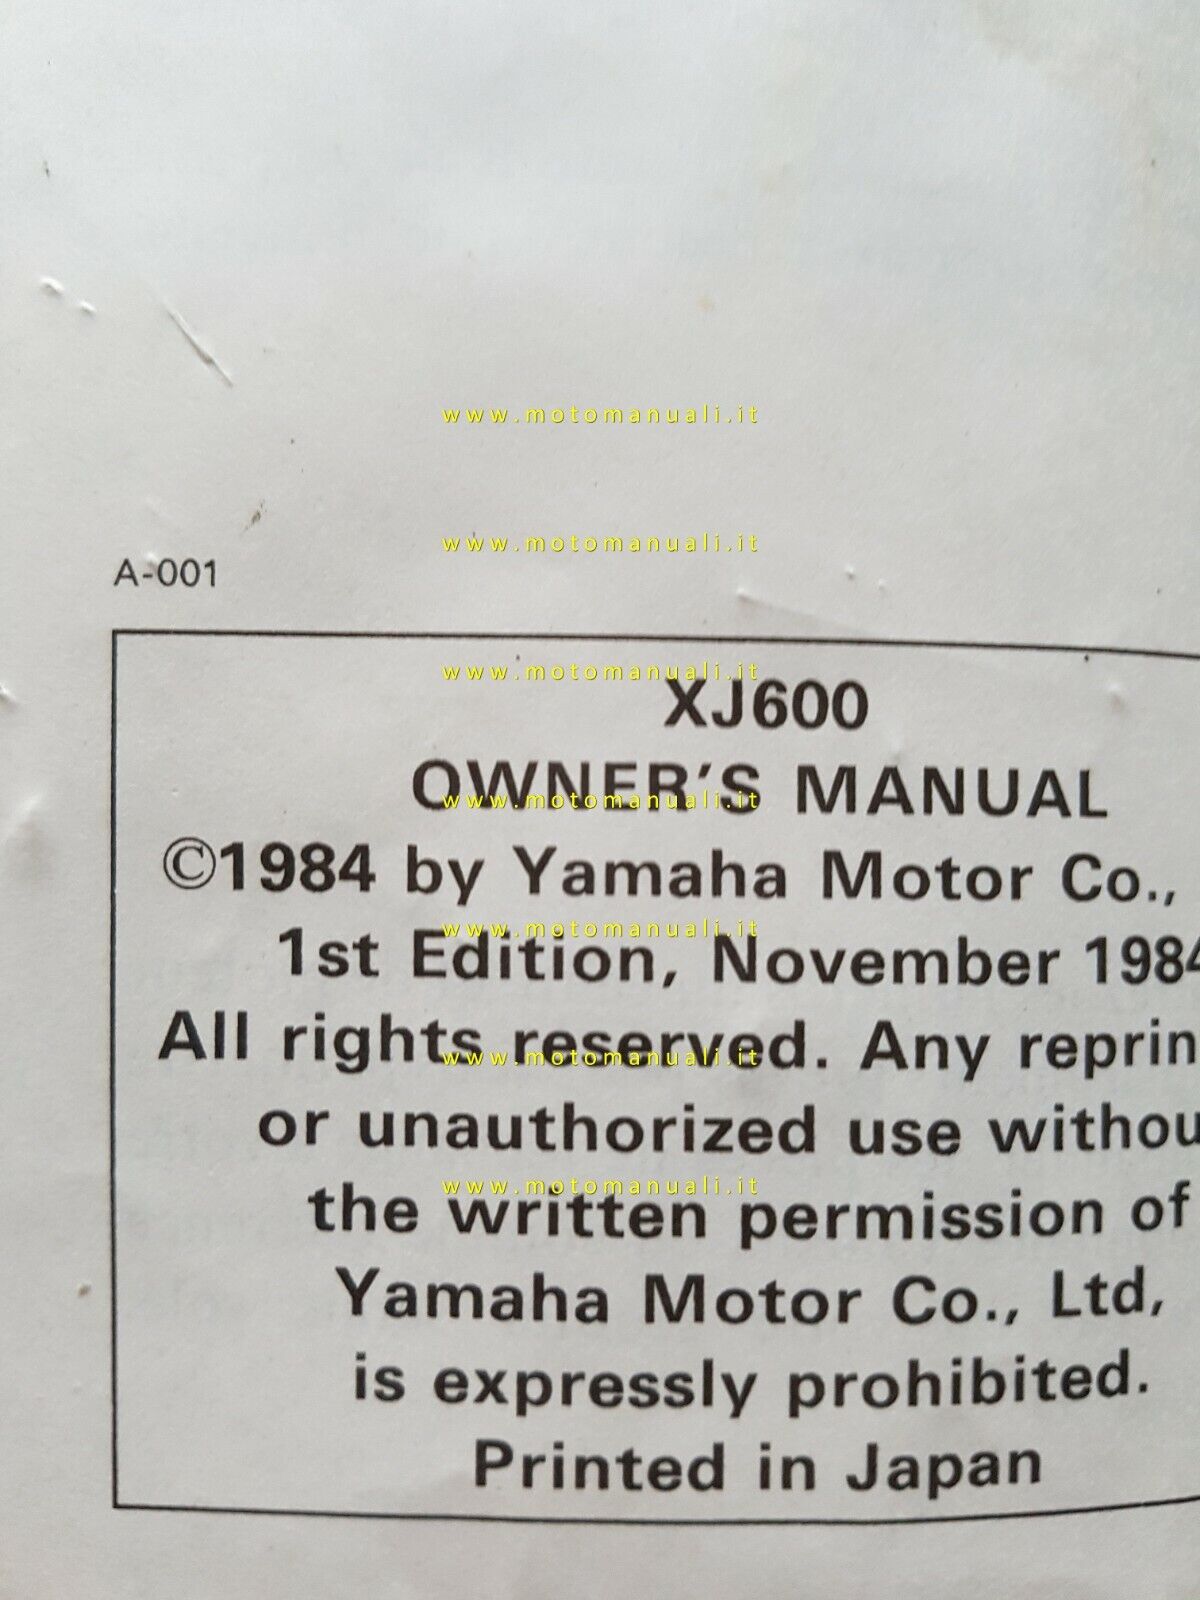 www.motomanuali.it
www.motomanuali.it
A-001
www.motomanuali.it
XJ600
OWNER'S MANUAL
www.motomanuali.it
©1984 by Yamaha Motor Co.,
www.motomanuali.it
1st Edition, November 1984
All rights reserved. Any reprin
www.motomanuali.it
or unauthorized use withou
www.motomanuali.it
the written permission of
Yamaha Motor Co., Ltd,
is expressly prohibited.
Printed in Japan